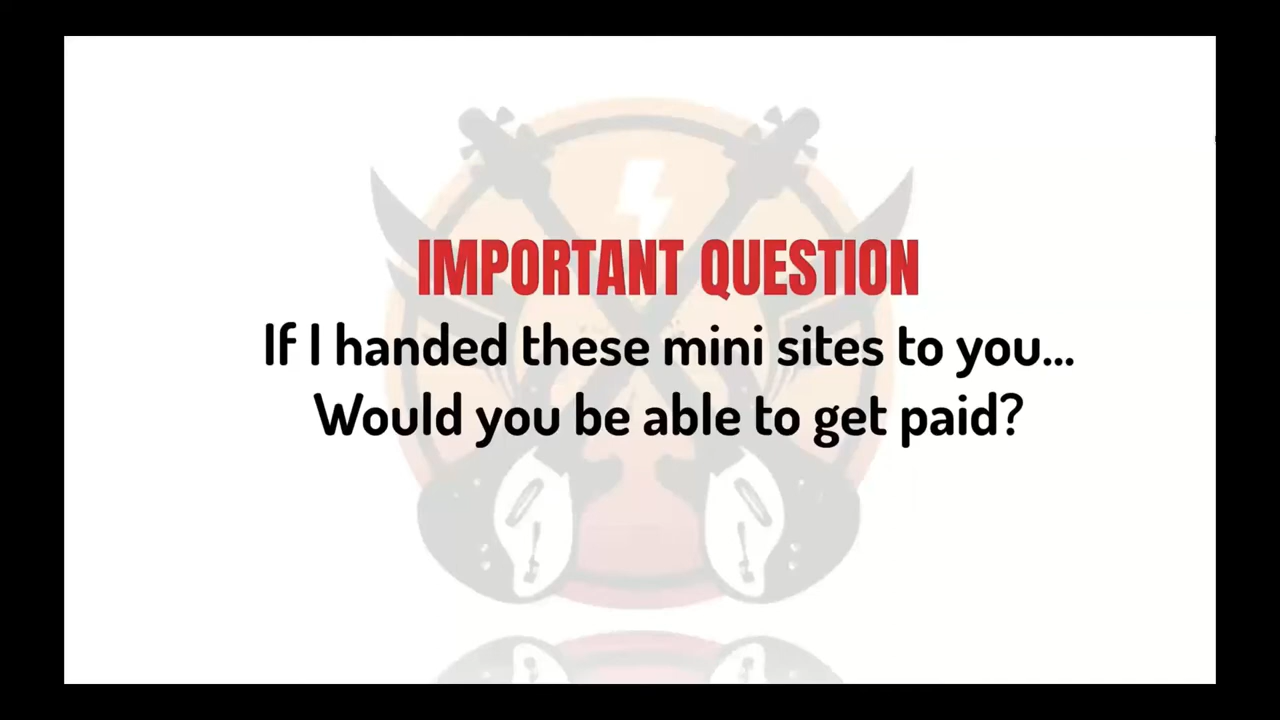 IMPORTANT QUESTION
If I handed these mini sites to you...
Would you be able to get paid?